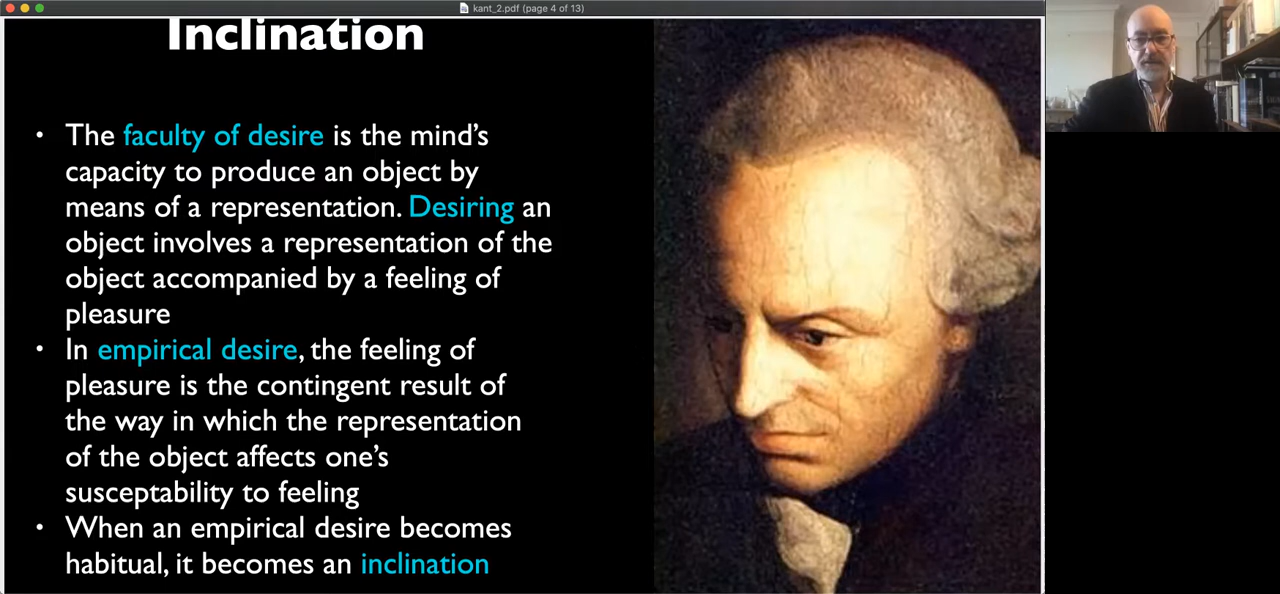 kant_2.pdf (page 4 of 13)
Inclination
• The faculty of desire is the mind’s
capacity to produce an object by
means of a representation. Desiring an
object involves a representation of the
object accompanied by a feeling of
pleasure
• In empirical desire, the feeling of
pleasure is the contingent result of
the way in which the representation
of the object affects one’s
susceptability to feeling
• When an empirical desire becomes
habitual, it becomes an inclination